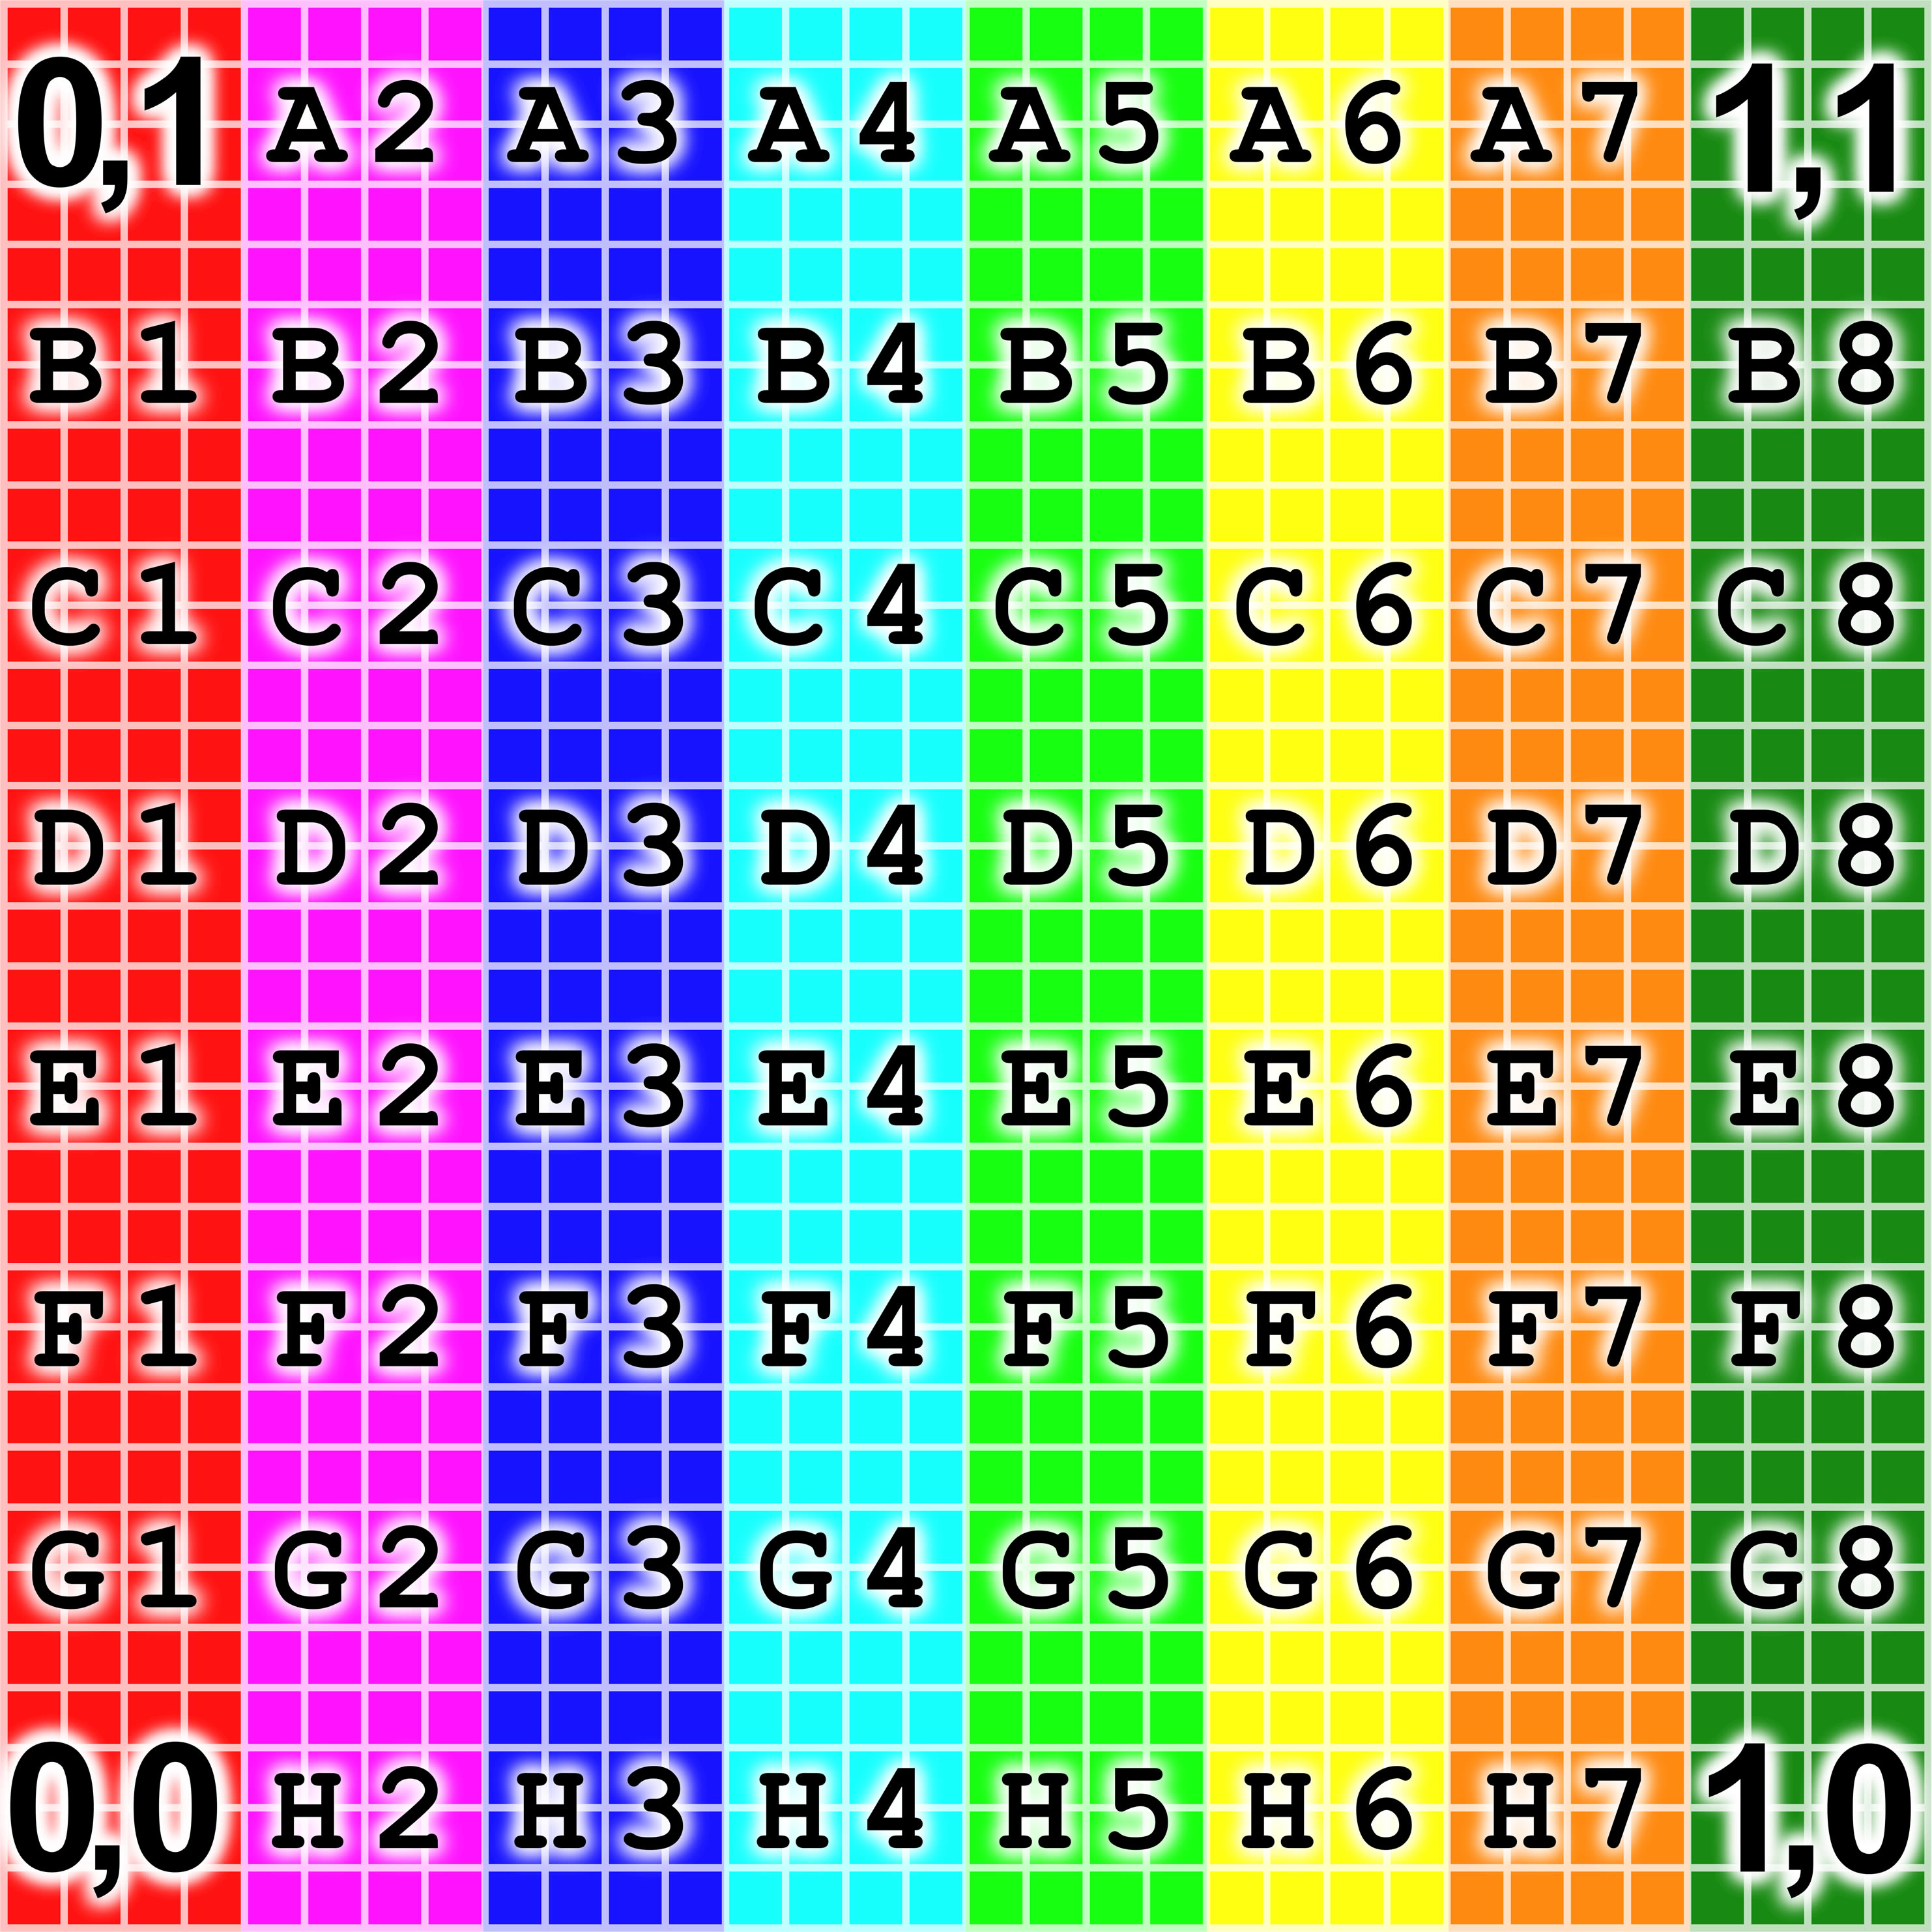 0,1 A2 A3 A4 A5 A6 A7 1,1
B1 B2 B3 B4 B5 B6 B7 B8
C1 C2 C3 C4 C5 C6 C7 C8
D1 D2 D3 D4 D5 D6 D7 D8
E1 E2 E3 E4 E5 E6 E7 E8
F1 F2 F3 F4 F5 F6 F7 F8
G1 G2 G3 G4 G5 G6 G7 G8
0,0 H2 H3 H4 H5 H6 H7 1,0